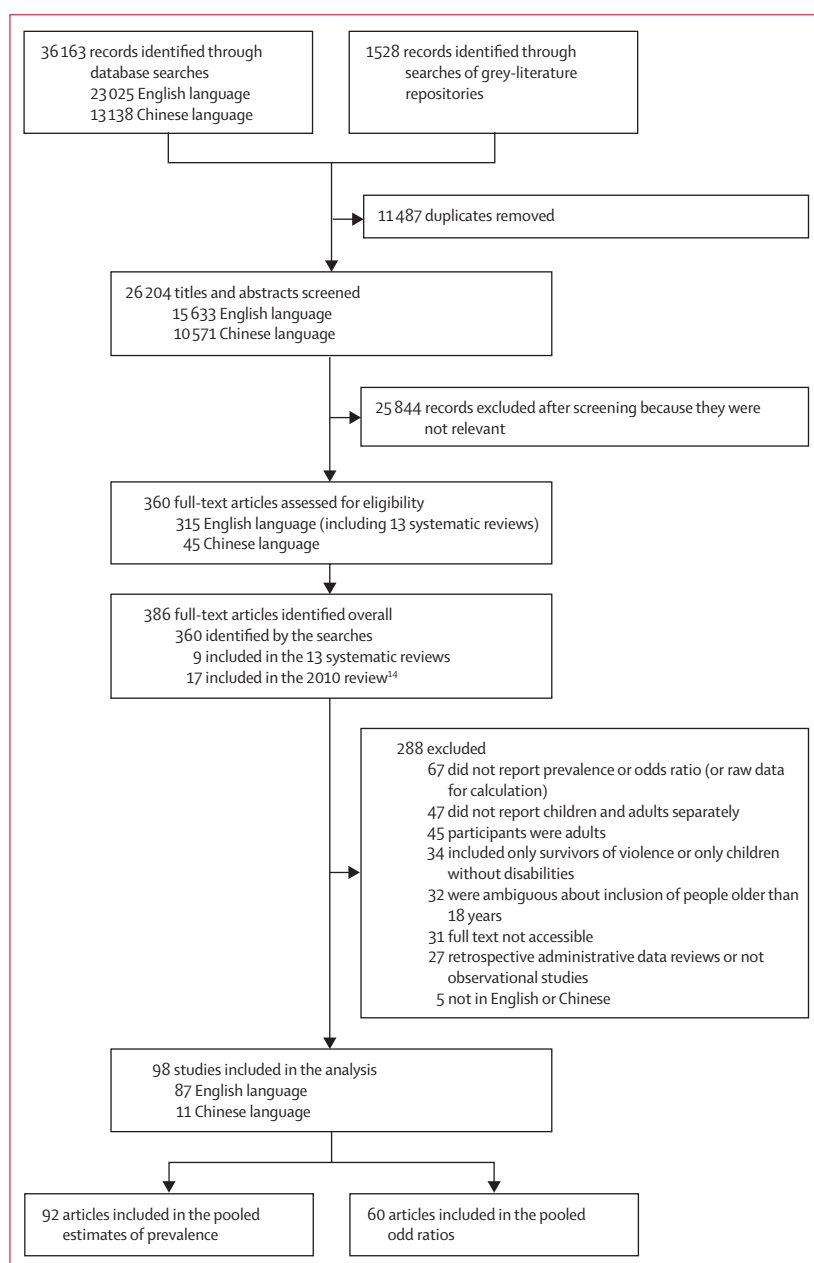 36 163 records identified through
database searches
23 025 English language
13 138 Chinese language
1528 records identified through
searches of grey-literature
repositories
11 487 duplicates removed
26 204 titles and abstracts screened
15 633 English language
10 571 Chinese language
25 844 records excluded after screening because they were
not relevant
360 full-text articles assessed for eligibility
315 English language (including 13 systematic reviews)
45 Chinese language
386 full-text articles identified overall
360 identified by the searches
9 included in the 13 systematic reviews
17 included in the 2010 review¹⁴
288 excluded
67 did not report prevalence or odds ratio (or raw data
for calculation)
47 did not report children and adults separately
45 participants were adults
34 included only survivors of violence or only children
without disabilities
32 were ambiguous about inclusion of people older than
18 years
31 full text not accessible
27 retrospective administrative data reviews or not
observational studies
5 not in English or Chinese
98 studies included in the analysis
87 English language
11 Chinese language
92 articles included in the pooled
estimates of prevalence
60 articles included in the pooled
odd ratios